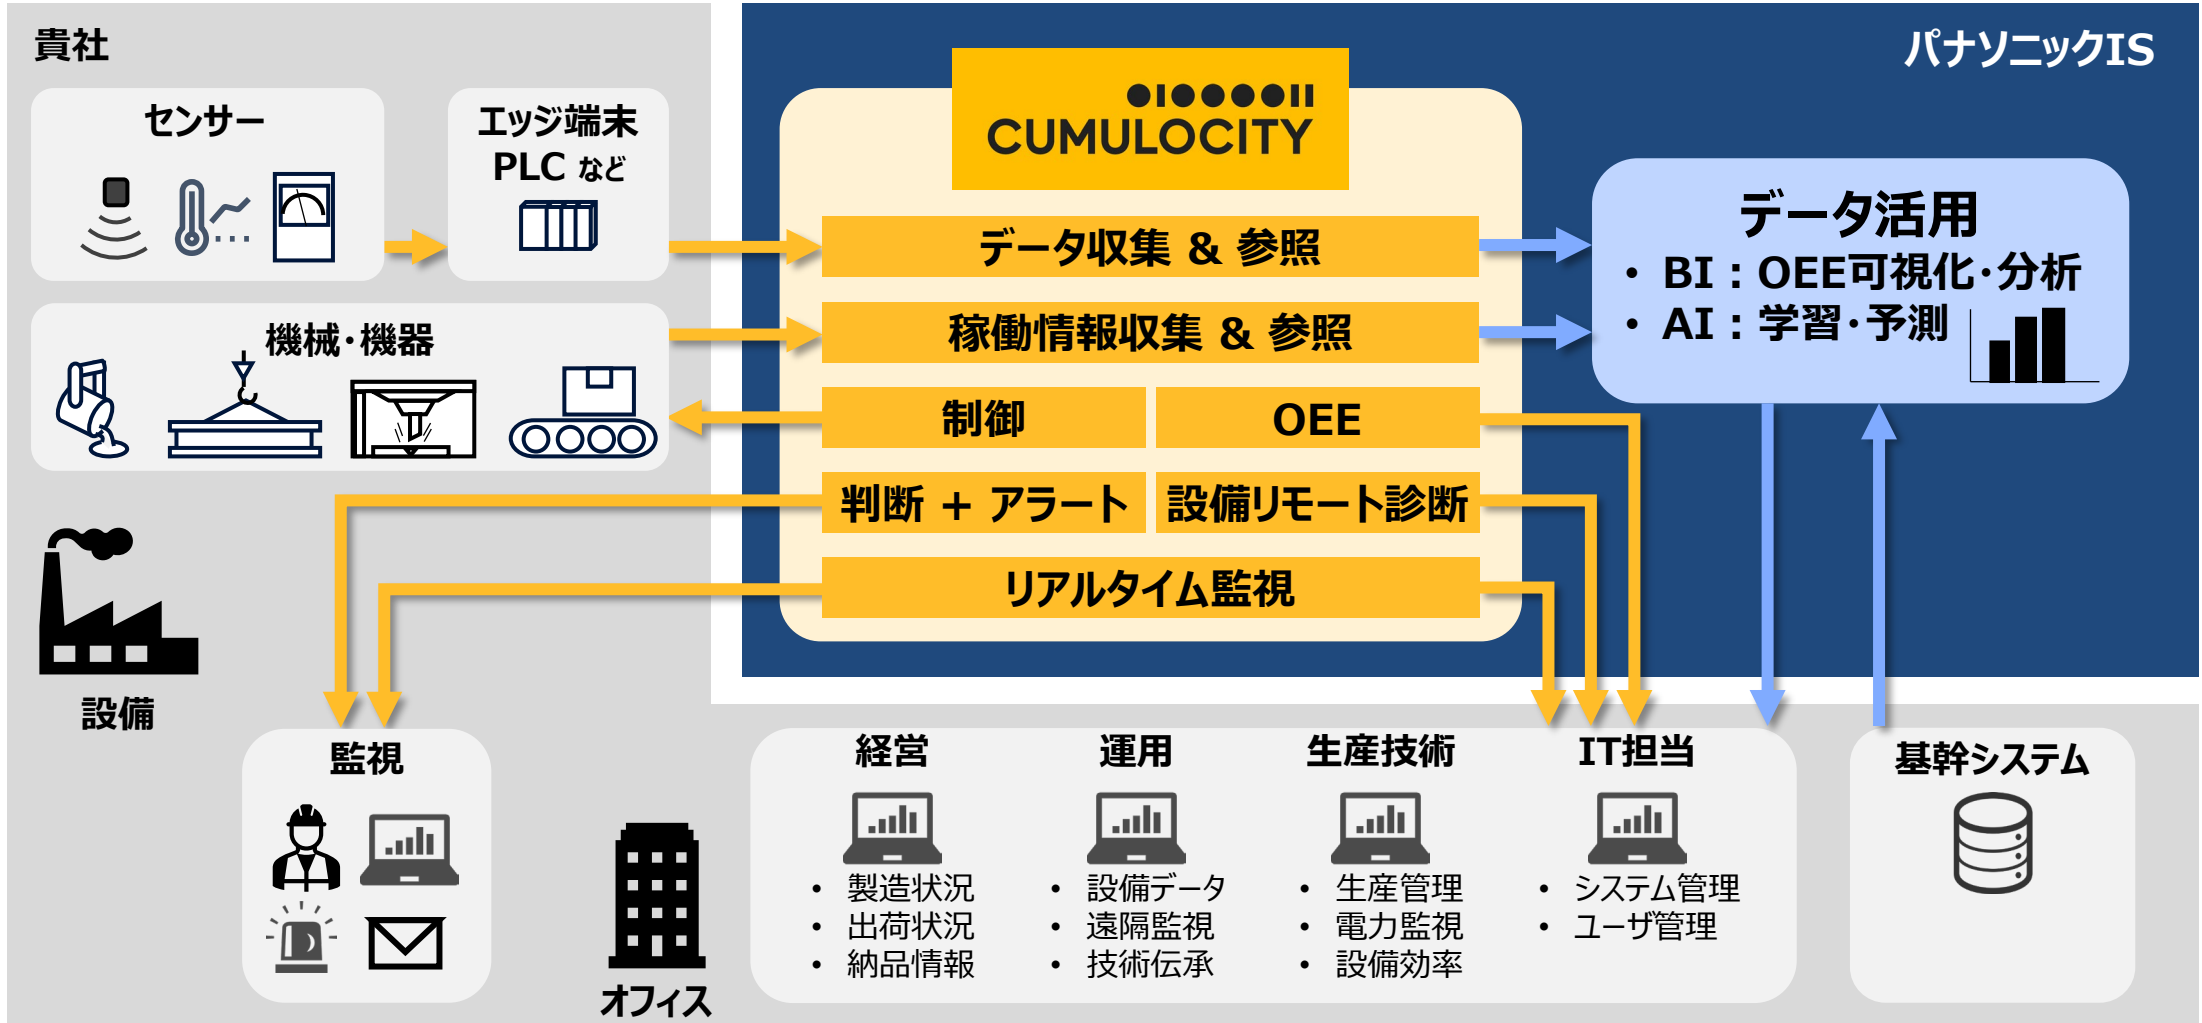 貴社
パナソニックIS
センサー
エッジ端末
PLC など
CUMULOCITY
データ収集 & 参照
データ活用
• BI：OEE可視化・分析
• AI：学習・予測
機械・機器
稼働情報収集 & 参照
制御
OEE
判断 + アラート
設備リモート診断
リアルタイム監視
設備
監視
オフィス
経営
• 製造状況
• 出荷状況
• 納品情報
運用
• 設備データ
• 遠隔監視
• 技術伝承
生産技術
• 生産管理
• 電力監視
• 設備効率
IT担当
• システム管理
• ユーザ管理
基幹システム